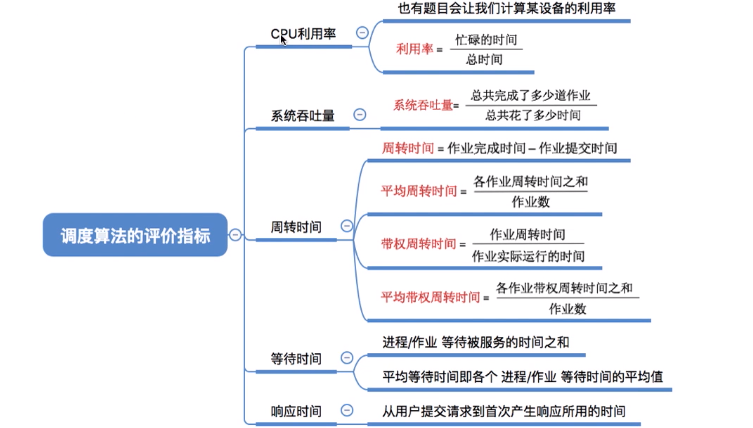 调度算法的评价指标
CPU利用率
也有题目会让我们计算某设备的利用率
利用率 = 忙碌的时间
总时间
系统吞吐量
系统吞吐量= 总共完成了多少道作业
总共花了多少时间
周转时间
周转时间 = 作业完成时间 – 作业提交时间
平均周转时间 = 各作业周转时间之和
作业数
带权周转时间 = 作业周转时间
作业实际运行的时间
平均带权周转时间 = 各作业带权周转时间之和
作业数
等待时间
进程/作业 等待被服务的时间之和
平均等待时间即各个 进程/作业 等待时间的平均值
响应时间
从用户提交请求到首次产生响应所用的时间